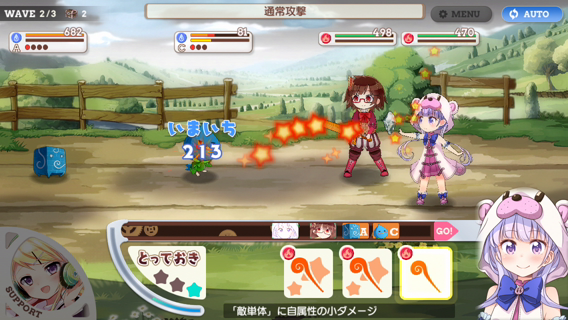 WAVE 2/3 2
通常攻撃
MENU
AUTO
682
A
81
C
498
470
いまいち
213
A C GO!
とっておき
SUPPORT
「敵単体」に自属性の小ダメージ